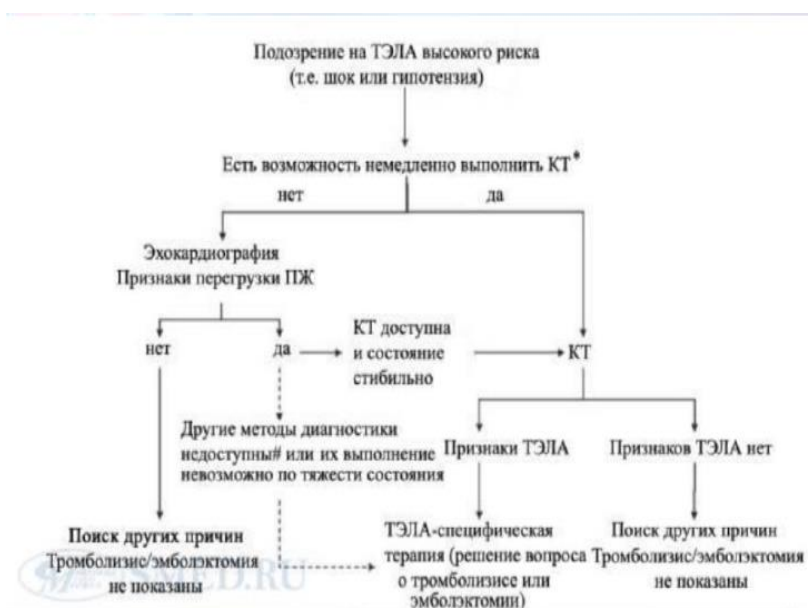 Подозрение на ТЭЛА высокого риска
(т.е. шок или гипотензия)
Есть возможность немедленно выполнить КТ*
нет
да
Эхокардиография
Признаки перегрузки ПЖ
нет
да
КТ доступна
и состояние
стибильно
КТ
Другие методы диагностики
недоступны# или их выполнение
невозможно по тяжести состояния
Признаки ТЭЛА
Признаков ТЭЛА нет
Поиск других причин
Тромболизис/эмболэктомия
не показаны
ТЭЛА-специфическая
терапия (решение вопроса
о тромболизисе или
эмболэктомии)
Поиск других причин
Тромболизис/эмболэктомия
не показаны
SMED.RU